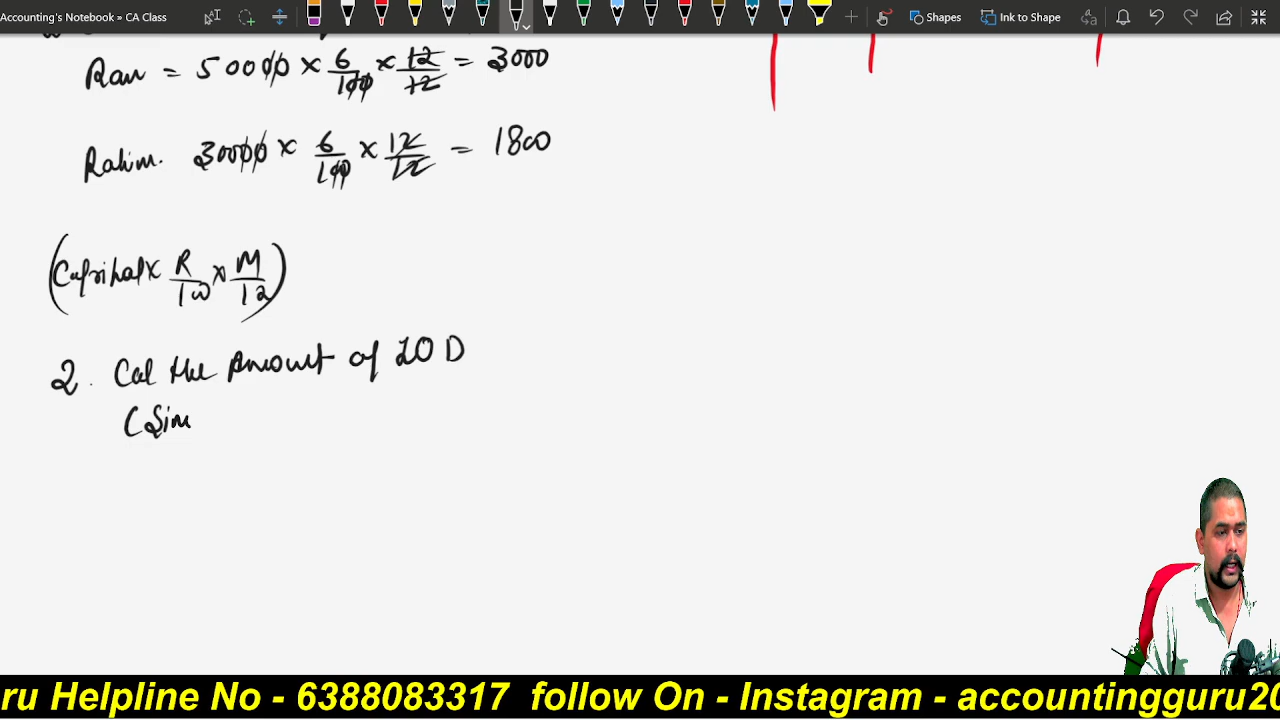 Accounting's Notebook » CA Class
Shapes
Ink to Shape
Ram = 50000 × 6/100 × 12/12 = 3000
Rahim. 30000 × 6/100 × 12/12 = 1800
(Capital × R/100 × M/12)
2. Cal the Amount of IOD
(Sim
ru Helpline No - 6388083317 follow On - Instagram - accountingguru20